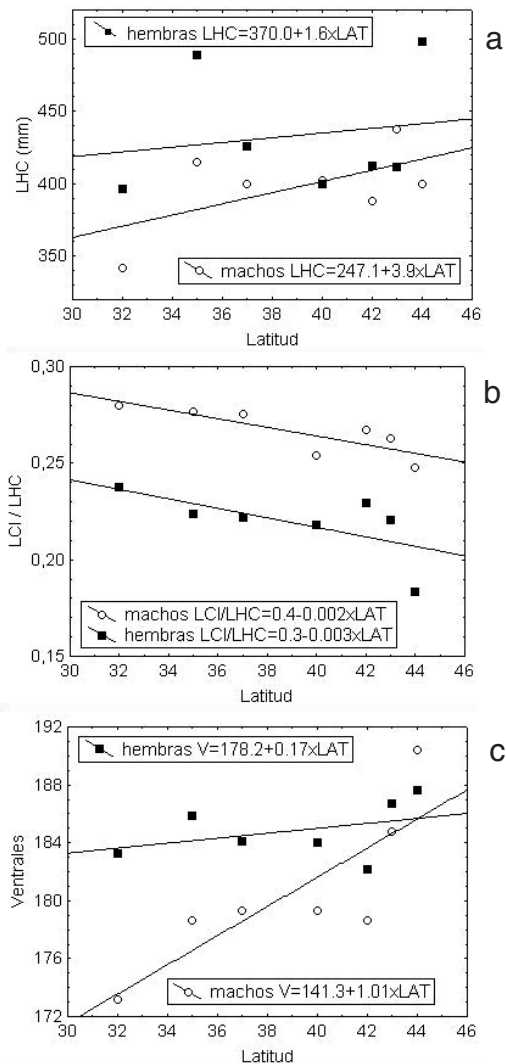 a
hembras LHC=370.0+1.6xLAT
500
450
400
350
LHC (mm)
machos LHC=247.1+3.9xLAT
30 32 34 36 38 40 42 44 46
Latitud
b
0,30
0,25
0,20
0,15
LCI / LHC
machos LCI/LHC=0.4-0.002xLAT
hembras LCI/LHC=0.3-0.003xLAT
30 32 34 36 38 40 42 44 46
Latitud
c
192
188
184
180
176
172
Ventrales
hembras V=178.2+0.17xLAT
machos V=141.3+1.01xLAT
30 32 34 36 38 40 42 44 46
Latitud